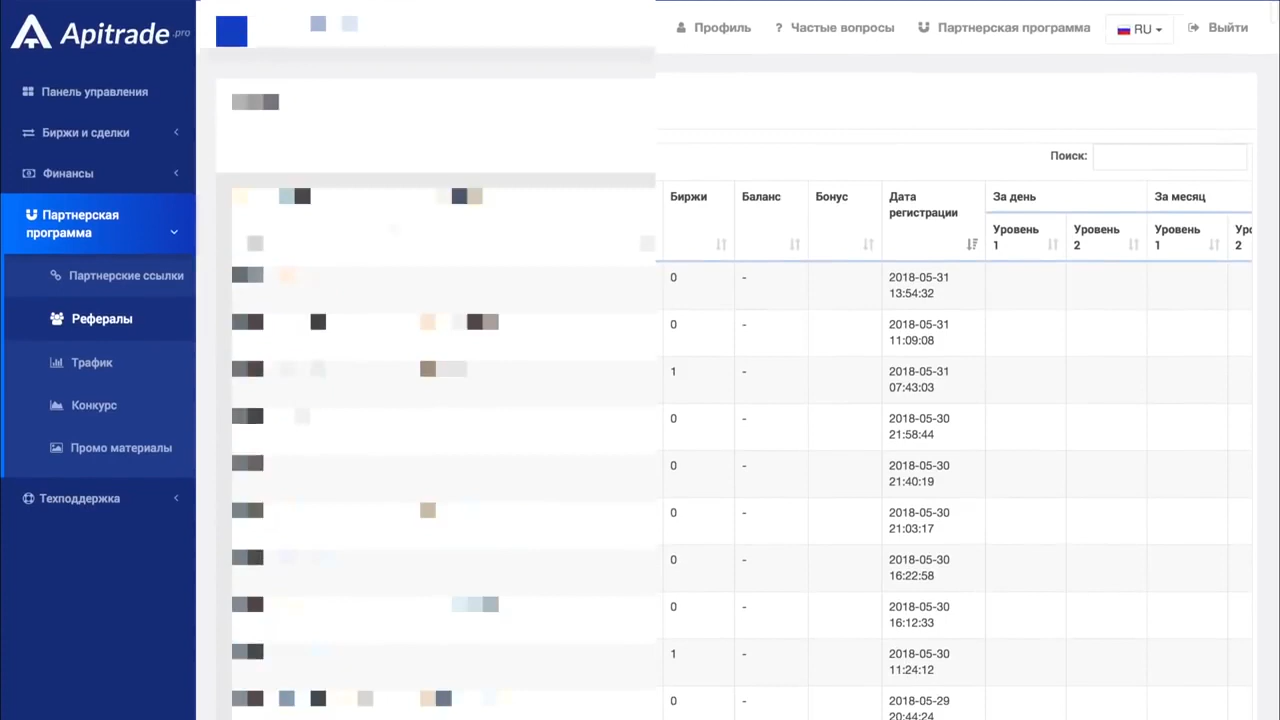 Apitrade.pro
Профиль
? Частые вопросы
Партнерская программа
RU
Выйти
Панель управления
Биржи и сделки
Финансы
Партнерская
программа
Партнерские ссылки
Рефералы
Трафик
Конкурс
Промо материалы
Техподдержка
Поиск:
Биржи Баланс Бонус Дата регистрации За день За месяц
Уровень 1 Уровень 2 Уровень 1
0 - 2018-05-31
13:54:32
0 - 2018-05-31
11:09:08
1 - 2018-05-31
07:43:03
0 - 2018-05-30
21:58:44
0 - 2018-05-30
21:40:19
0 - 2018-05-30
21:03:17
0 - 2018-05-30
16:22:58
0 - 2018-05-30
16:12:33
1 - 2018-05-30
11:24:12
0 - 2018-05-29
20:44:24